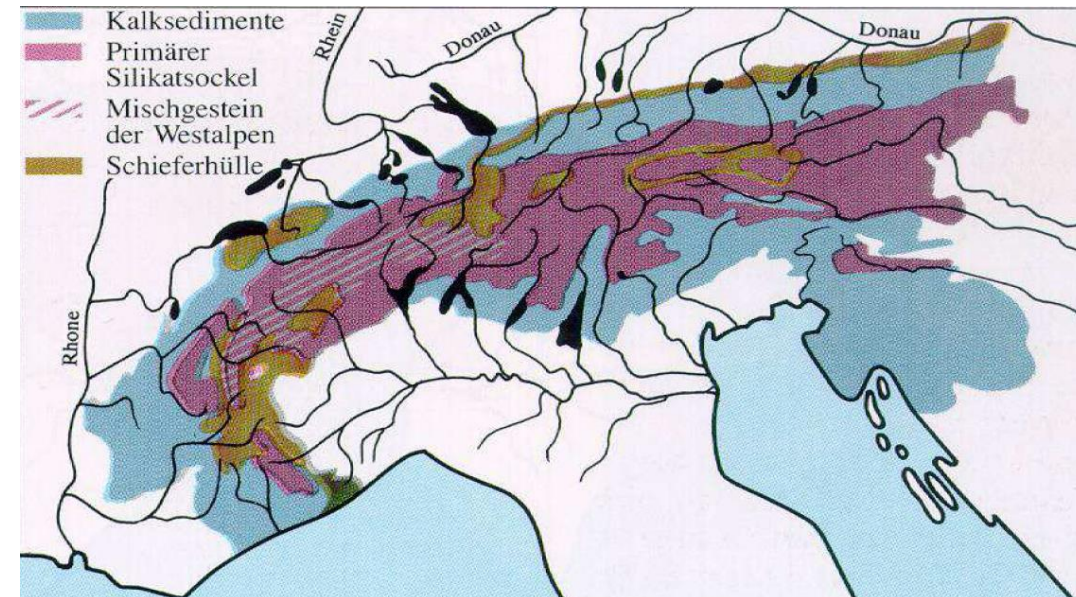 Kalksedimente
Primärer
Silikatsockel
Mischgestein
der Westalpen
Schieferhülle
Rhein
Donau
Donau
Rhone